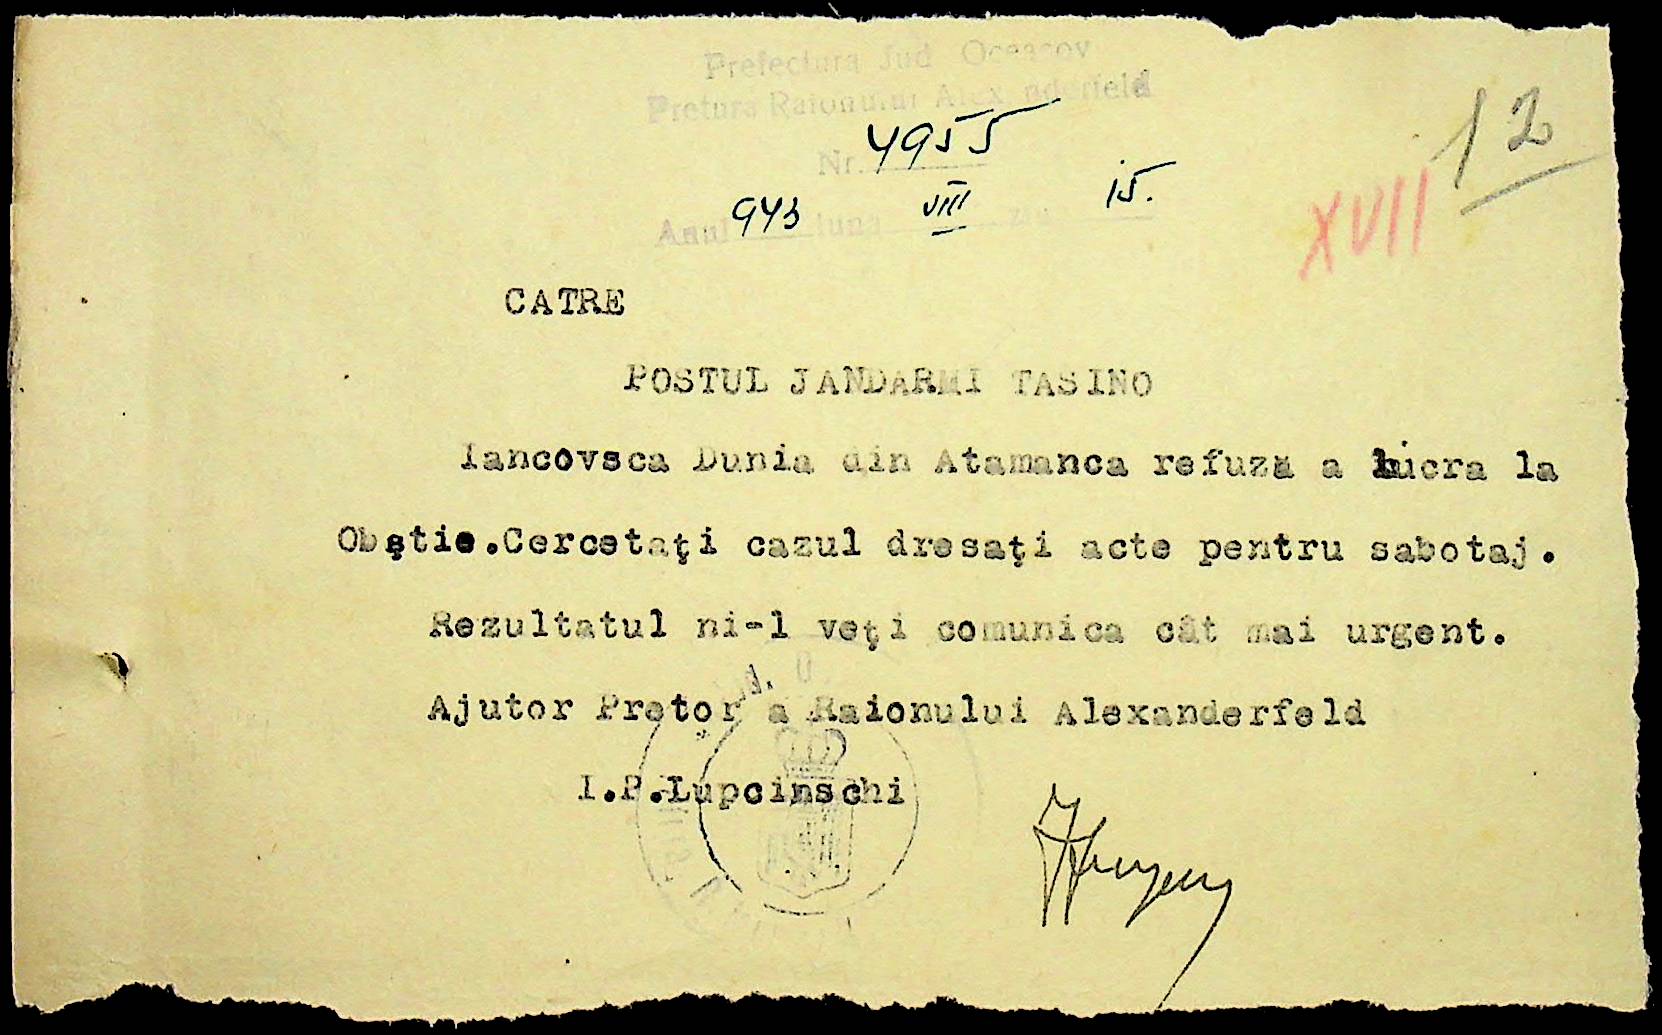 Prefectura Jud Oceacov
Pretura Raionului Alexanderfeld
12
Nr. 4955
Anul 943 luna VIII ziua 15.
XVII
CATRE
POSTUL JANDARMI TASINO
Iancovsca Dunia din Atamanca refuză a lucra la
Obştie.Cercetaţi cazul dresaţi acte pentru sabotaj.
Rezultatul ni-l veţi comunica cât mai urgent.
Ajutor Pretor a Raionului Alexanderfeld
I.P.Lupcinschi